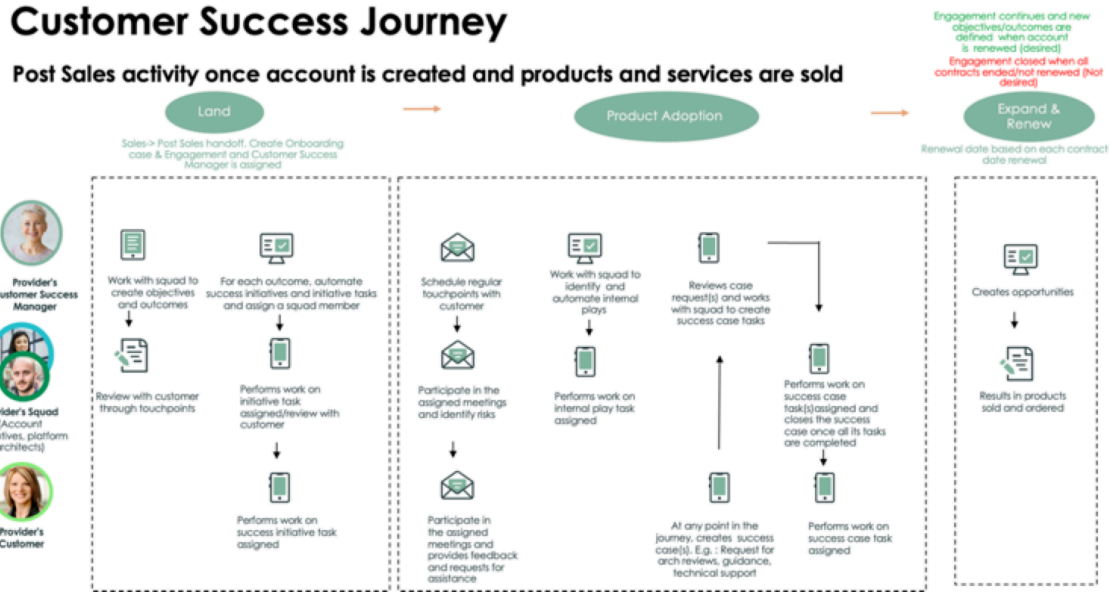 Customer Success Journey
Engagement continues and new
objectives/outcomes are
defined when account
is renewed (desired)
Engagement closed when all
contracts ended/not renewed (Not
desired)
Post Sales activity once account is created and products and services are sold
Land
Product Adoption
Expand &
Renew
Sales-> Post Sales handoff. Create Onboarding
case & Engagement and Customer Success
Manager is assigned
Renewal date based on each contract
date renewal
Provider's
ustomer Success
Manager
Work with squad to
create objectives
and outcomes
For each outcome, automate
success initiatives and initiative tasks
and assign a squad member
Schedule regular
touchpoints with
customer
Work with squad to
identify and
automate internal
plays
Reviews case
request(s) and works
with squad to create
success case tasks
Creates opportunities
vider's Squad
(Account
atives, platform
architects)
Review with customer
through touchpoints
Performs work on
initiative task
assigned/review with
customer
Participate in the
assigned meetings
and identify risks
Performs work on
internal play task
assigned
Performs work on
success case
task(s)assigned and
closes the success
case once all its tasks
are completed
Results in products
sold and ordered
Provider's
Customer
Performs work on
success initiative task
assigned
Participate in
the assigned
meetings and
provides feedback
and requests for
assistance
At any point in the
journey, creates success
case(s). E.g. : Request for
arch reviews, guidance,
technical support
Performs work on
success case task
assigned